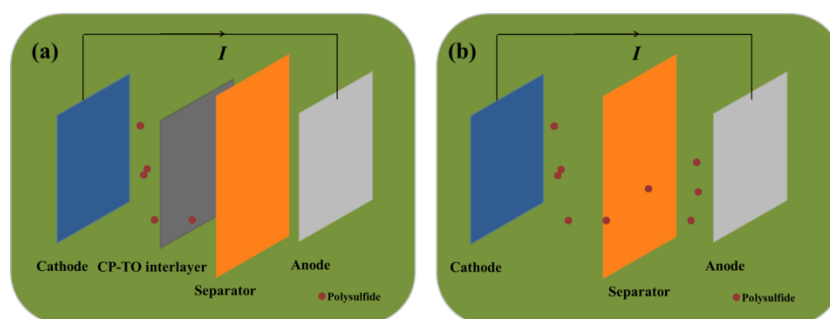 (a)
I
Cathode
CP-TO interlayer
Anode
Separator
Polysulfide
(b)
I
Cathode
Anode
Separator
Polysulfide